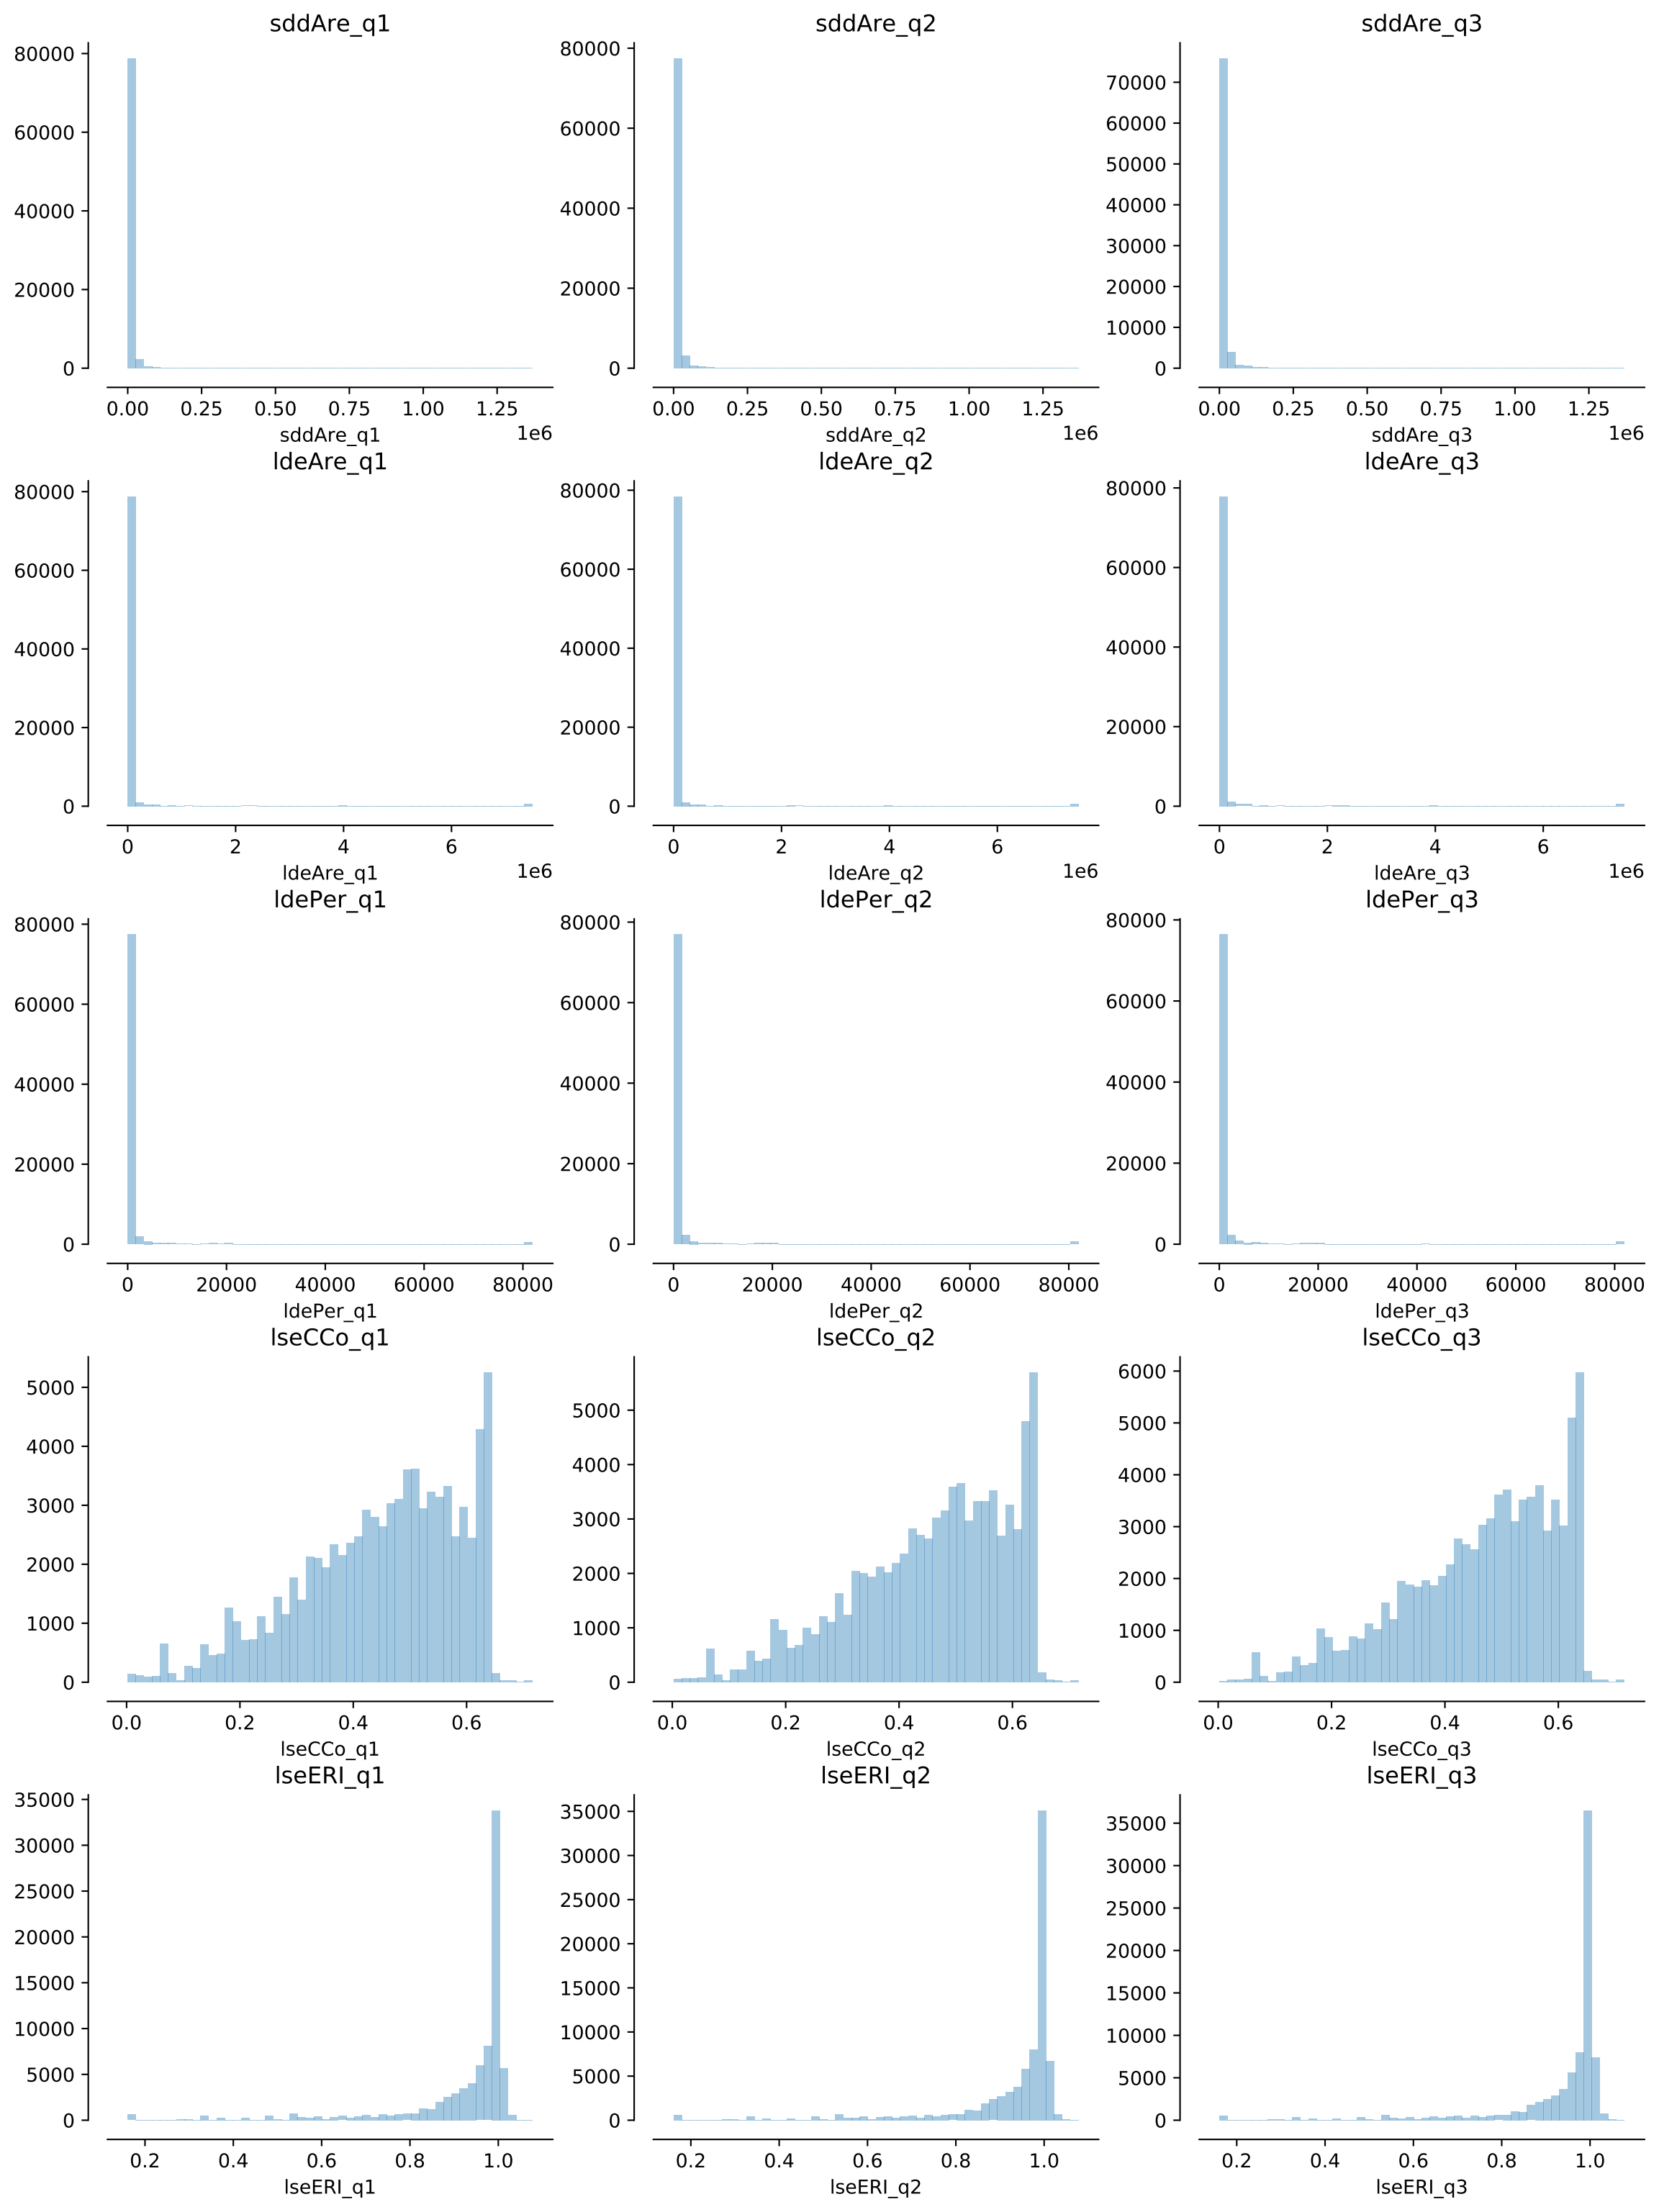 sddAre_q1 sddAre_q2 sddAre_q3
80000 80000
70000
60000 60000 60000
50000
40000 40000 40000
30000
20000 20000 20000
10000
0 0 0
0.00 0.25 0.50 0.75 1.00 1.25 0.00 0.25 0.50 0.75 1.00 1.25 0.00 0.25 0.50 0.75 1.00 1.25
sddAre_q1 1e6 sddAre_q2 1e6 sddAre_q3 1e6
ldeAre_q1 ldeAre_q2 ldeAre_q3
80000 80000 80000
60000 60000 60000
40000 40000 40000
20000 20000 20000
0 0 0
0 2 4 6 0 2 4 6 0 2 4 6
ldeAre_q1 1e6 ldeAre_q2 1e6 ldeAre_q3 1e6
ldePer_q1 ldePer_q2 ldePer_q3
80000 80000 80000
60000 60000 60000
40000 40000 40000
20000 20000 20000
0 0 0
0 20000 40000 60000 80000 0 20000 40000 60000 80000 0 20000 40000 60000 80000
ldePer_q1 ldePer_q2 ldePer_q3
lseCCo_q1 lseCCo_q2 lseCCo_q3
6000
5000 5000 5000
4000 4000 4000
3000 3000 3000
2000 2000 2000
1000 1000 1000
0 0 0
0.0 0.2 0.4 0.6 0.0 0.2 0.4 0.6 0.0 0.2 0.4 0.6
lseCCo_q1 lseCCo_q2 lseCCo_q3
lseERI_q1 lseERI_q2 lseERI_q3
35000 35000 35000
30000 30000 30000
25000 25000 25000
20000 20000 20000
15000 15000 15000
10000 10000 10000
5000 5000 5000
0 0 0
0.2 0.4 0.6 0.8 1.0 0.2 0.4 0.6 0.8 1.0 0.2 0.4 0.6 0.8 1.0
lseERI_q1 lseERI_q2 lseERI_q3